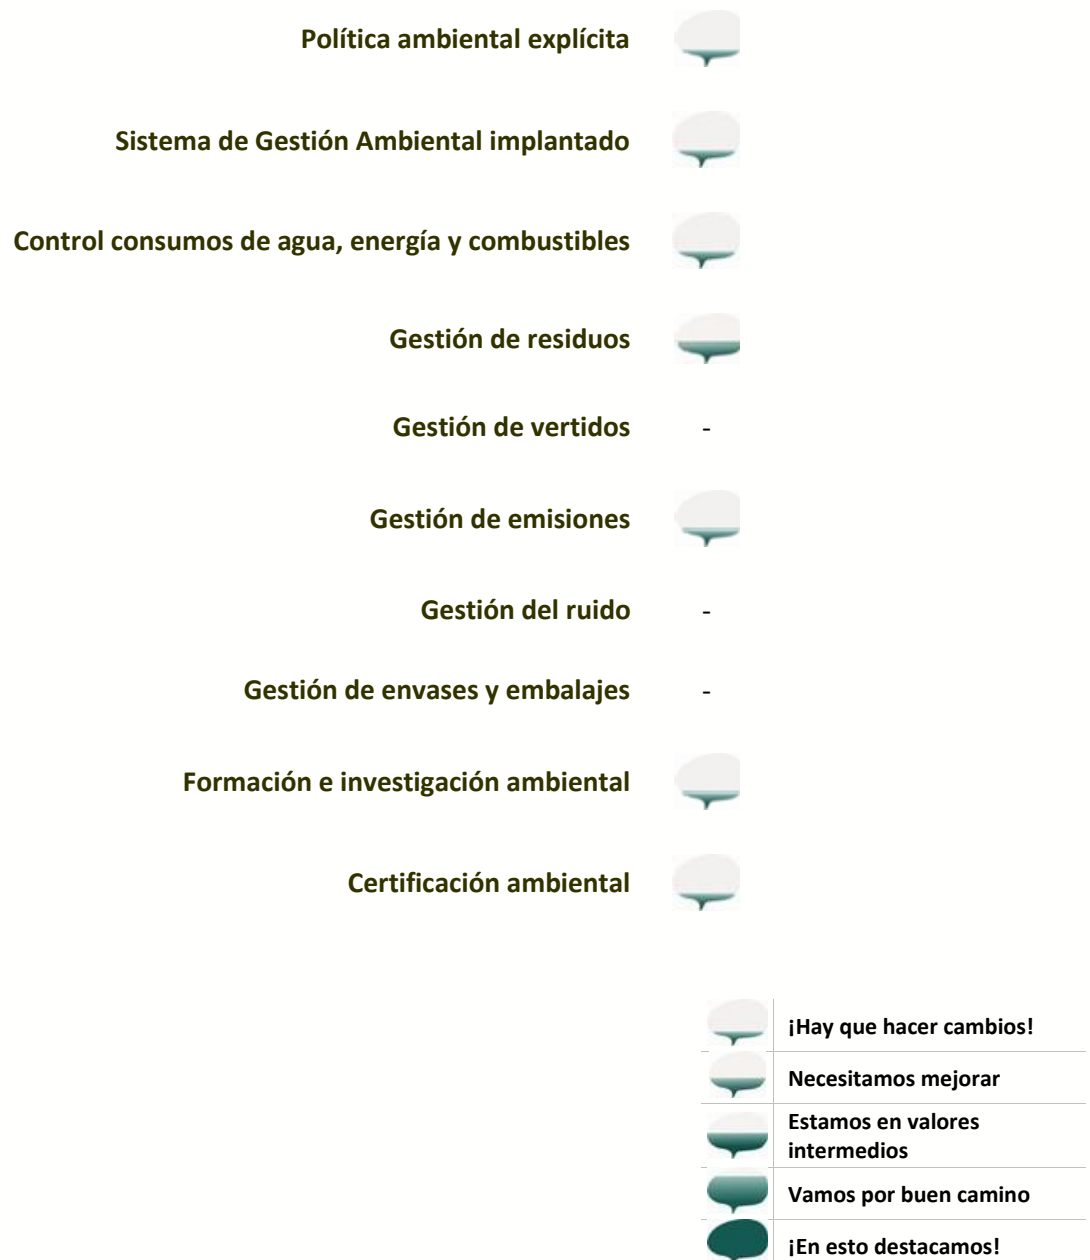 Política ambiental explícita
Sistema de Gestión Ambiental implantado
Control consumos de agua, energía y combustibles
Gestión de residuos
Gestión de vertidos -
Gestión de emisiones
Gestión del ruido -
Gestión de envases y embalajes -
Formación e investigación ambiental
Certificación ambiental
¡Hay que hacer cambios!
Necesitamos mejorar
Estamos en valores
intermedios
Vamos por buen camino
¡En esto destacamos!